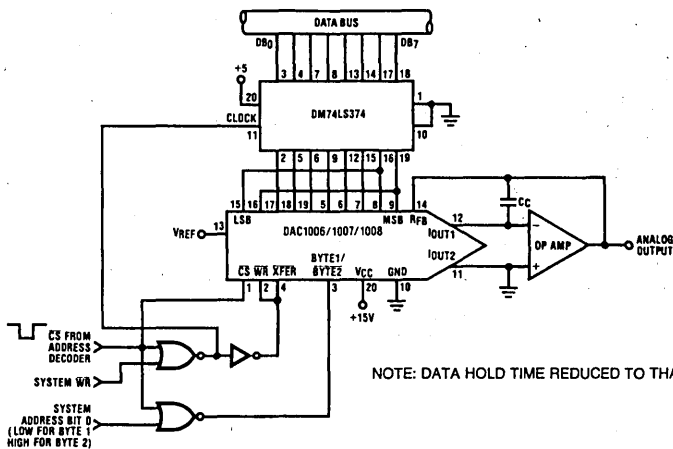 DATA BUS
DB0 DB7
3 4 7 8 13 14 17 18
+5
20
DM74LS374
1
CLOCK
11
10
2 5 6 9 12 15 16 19
15 16 17 18 19 5 6 7 8 9 14
LSB MSB RFB
CC
VREF 13
DAC1006/1007/1008
IOUT1 12
IOUT2 11
- OP AMP +
ANALOG
OUTPUT
CS WR XFER BYTE1/
BYTE2 VCC GND
1 2 4 3 20 10
+15V
CS FROM
ADDRESS
DECODER
SYSTEM WR
SYSTEM
ADDRESS BIT 0
(LOW FOR BYTE 1
HIGH FOR BYTE 2)
NOTE: DATA HOLD TIME REDUCED TO THA